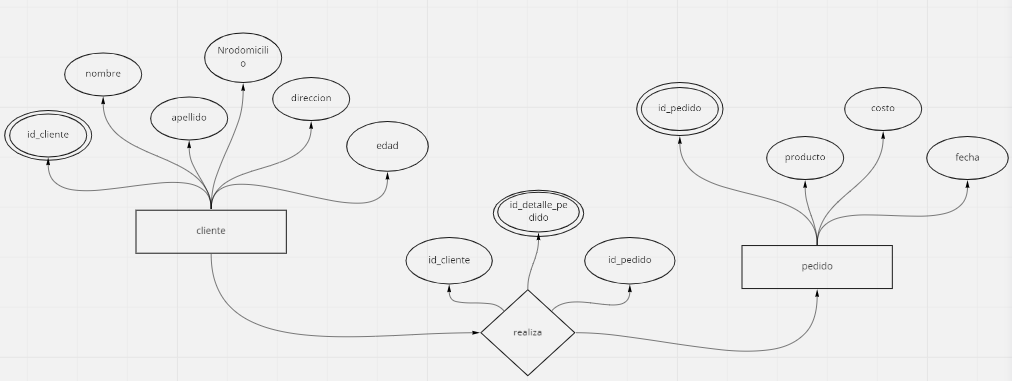 Nrodomicili
o
nombre
direccion
apellido
id_cliente
edad
id_pedido
costo
producto
fecha
cliente
id_detalle_pe
dido
id_cliente
id_pedido
pedido
realiza